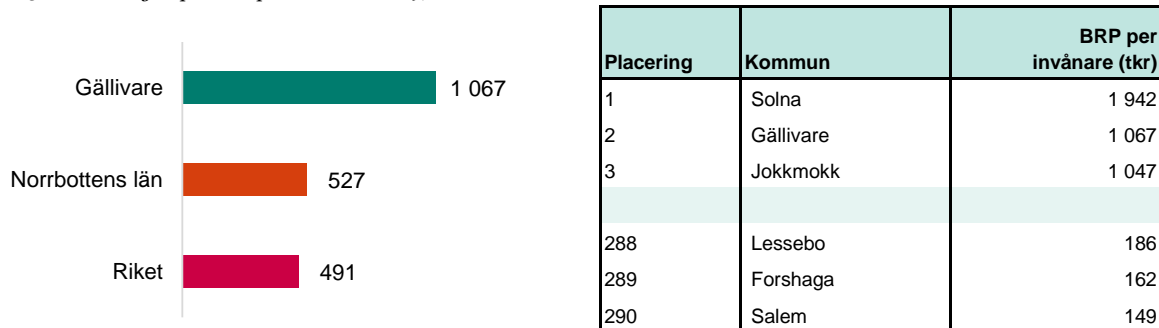 Gällivare 1 067
Norrbottens län 527
Riket 491
Placering Kommun BRP per invånare (tkr)
1 Solna 1 942
2 Gällivare 1 067
3 Jokkmokk 1 047
288 Lessebo 186
289 Forshaga 162
290 Salem 149